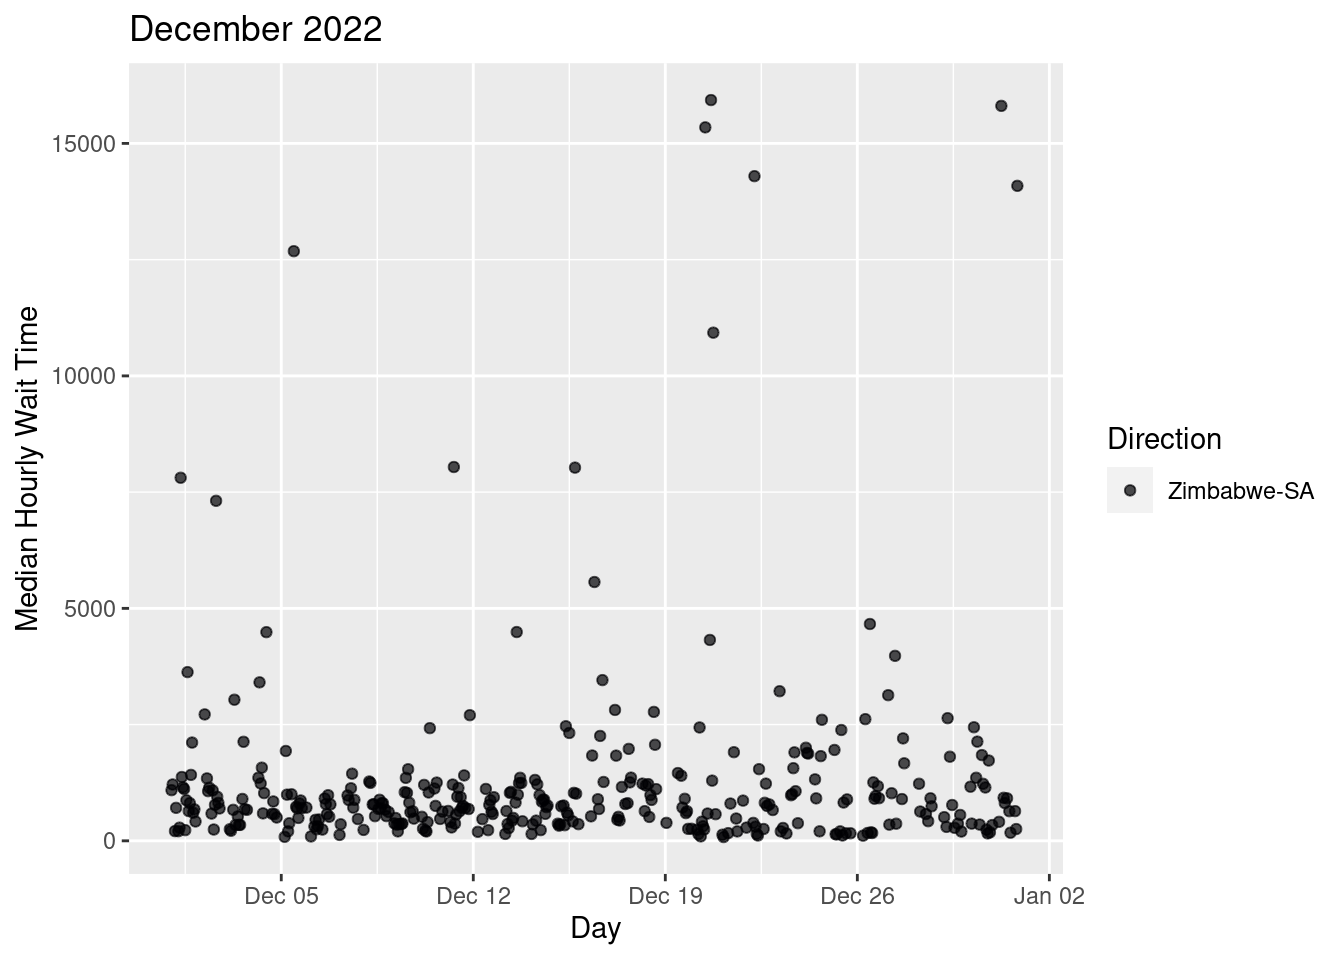 December 2022
Median Hourly Wait Time
15000
10000
5000
0
Dec 05
Dec 12
Dec 19
Dec 26
Jan 02
Day
Direction
Zimbabwe-SA